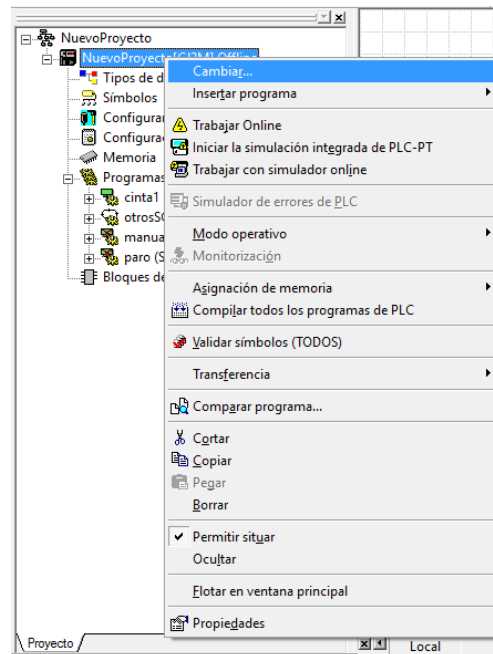 NuevoProyecto
NuevoProyecto[CJ2M] Offline
Tipos de d
Símbolos
Configurar
Configurac
Memoria
Programas
cinta1
otrosSC
manua
paro (S
Bloques de
Cambiar...
Insertar programa
Trabajar Online
Iniciar la simulación integrada de PLC-PT
Trabajar con simulador online
Simulador de errores de PLC
Modo operativo
Monitorización
Asignación de memoria
Compilar todos los programas de PLC
Validar símbolos (TODOS)
Transferencia
Comparar programa...
Cortar
Copiar
Pegar
Borrar
Permitir situar
Ocultar
Flotar en ventana principal
Propiedades
Proyecto
Local